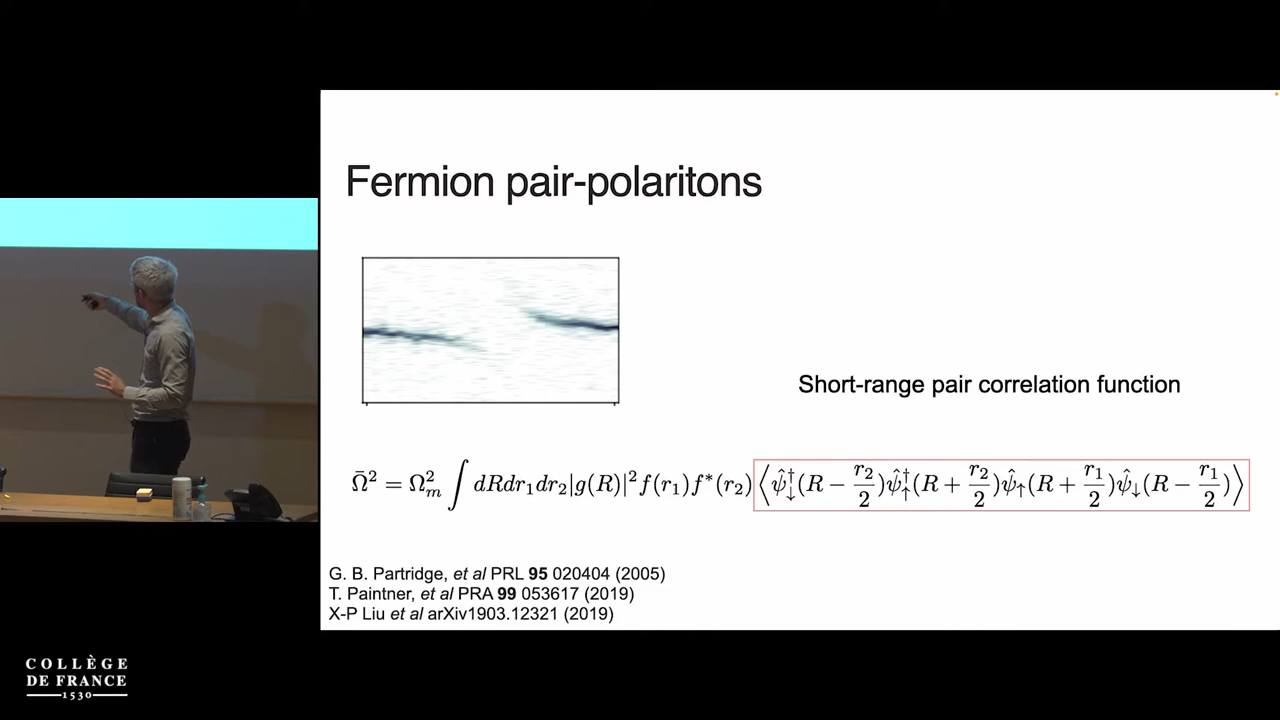 Fermion pair-polaritons
Short-range pair correlation function
$\bar{\Omega}^2 = \Omega_m^2 \int dR dr_1 dr_2 |g(R)|^2 f(r_1) f^*(r_2) \left\langle \hat{\psi}_\downarrow^\dagger (R - \frac{r_2}{2}) \hat{\psi}_\uparrow^\dagger (R + \frac{r_2}{2}) \hat{\psi}_\uparrow (R + \frac{r_1}{2}) \hat{\psi}_\downarrow (R - \frac{r_1}{2}) \right\rangle$
G. B. Partridge, et al PRL 95 020404 (2005)
T. Paintner, et al PRA 99 053617 (2019)
X-P Liu et al arXiv1903.12321 (2019)
COLLÈGE
DE FRANCE
1530